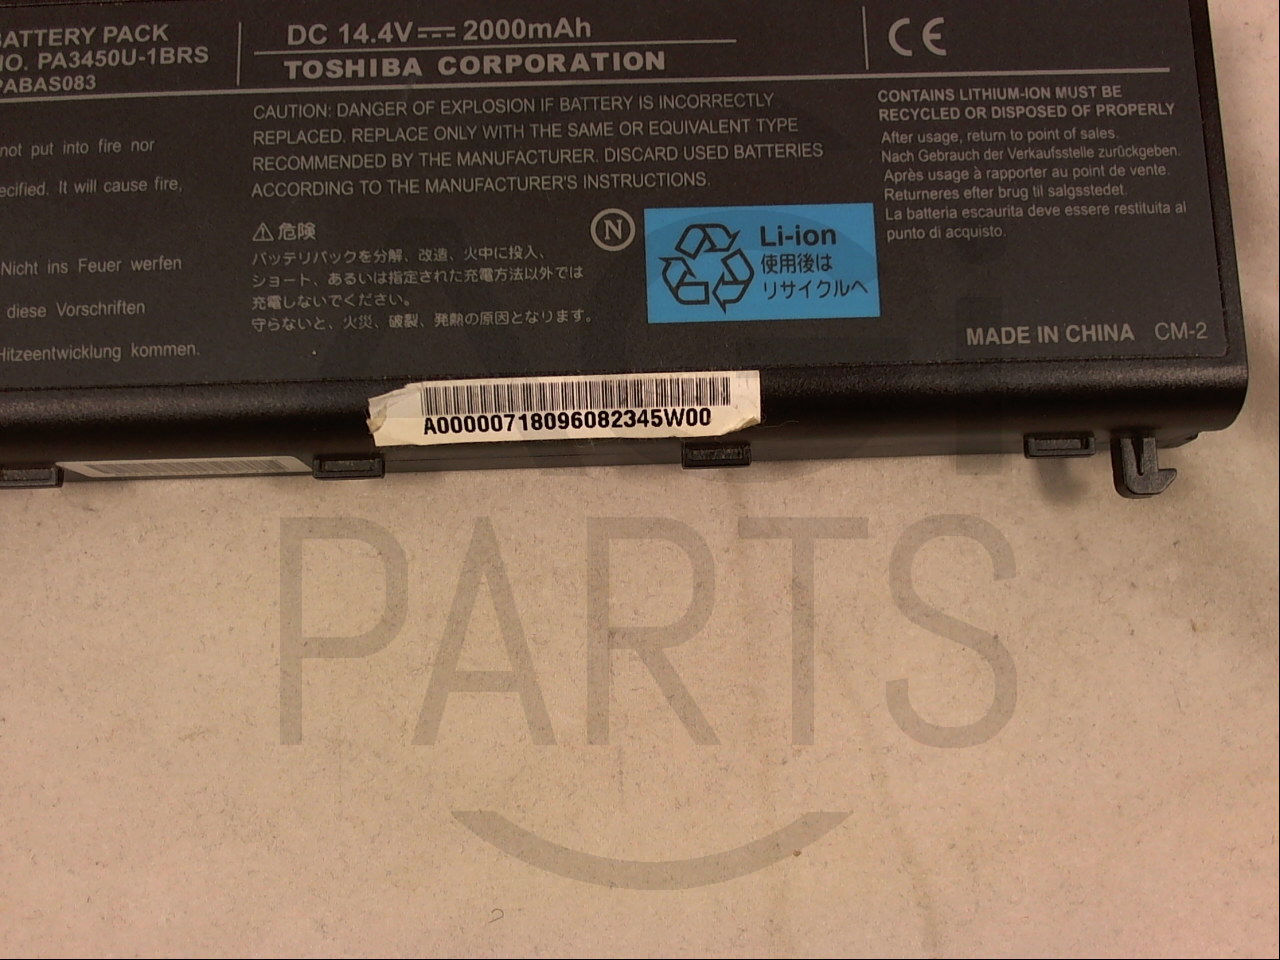 BATTERY PACK
NO. PA3450U-1BRS
PABAS083
DC 14.4V 2000mAh
TOSHIBA CORPORATION
CE
not put into fire nor
ecified. It will cause fire,
Nicht ins Feuer werfen
diese Vorschriften
Hitzeentwicklung kommen.
CAUTION: DANGER OF EXPLOSION IF BATTERY IS INCORRECTLY
REPLACED. REPLACE ONLY WITH THE SAME OR EQUIVALENT TYPE
RECOMMENDED BY THE MANUFACTURER. DISCARD USED BATTERIES
ACCORDING TO THE MANUFACTURER'S INSTRUCTIONS.
危険
バッテリパックを分解、改造、火中に投入、
ショート、あるいは指定された充電方法以外では
充電しないでください。
守らないと、火災、破裂、発熱の原因となります。
N
Li-ion
使用後は
リサイクルへ
CONTAINS LITHIUM-ION MUST BE
RECYCLED OR DISPOSED OF PROPERLY
After usage, return to point of sales.
Nach Gebrauch der Verkaufsstelle zurückgeben.
Après usage à rapporter au point de vente.
Returneres efter brug til salgsstedet.
La batteria escaurita deve essere restituita al
punto di acquisto.
MADE IN CHINA CM-2
A00000718096082345W00
PARTS